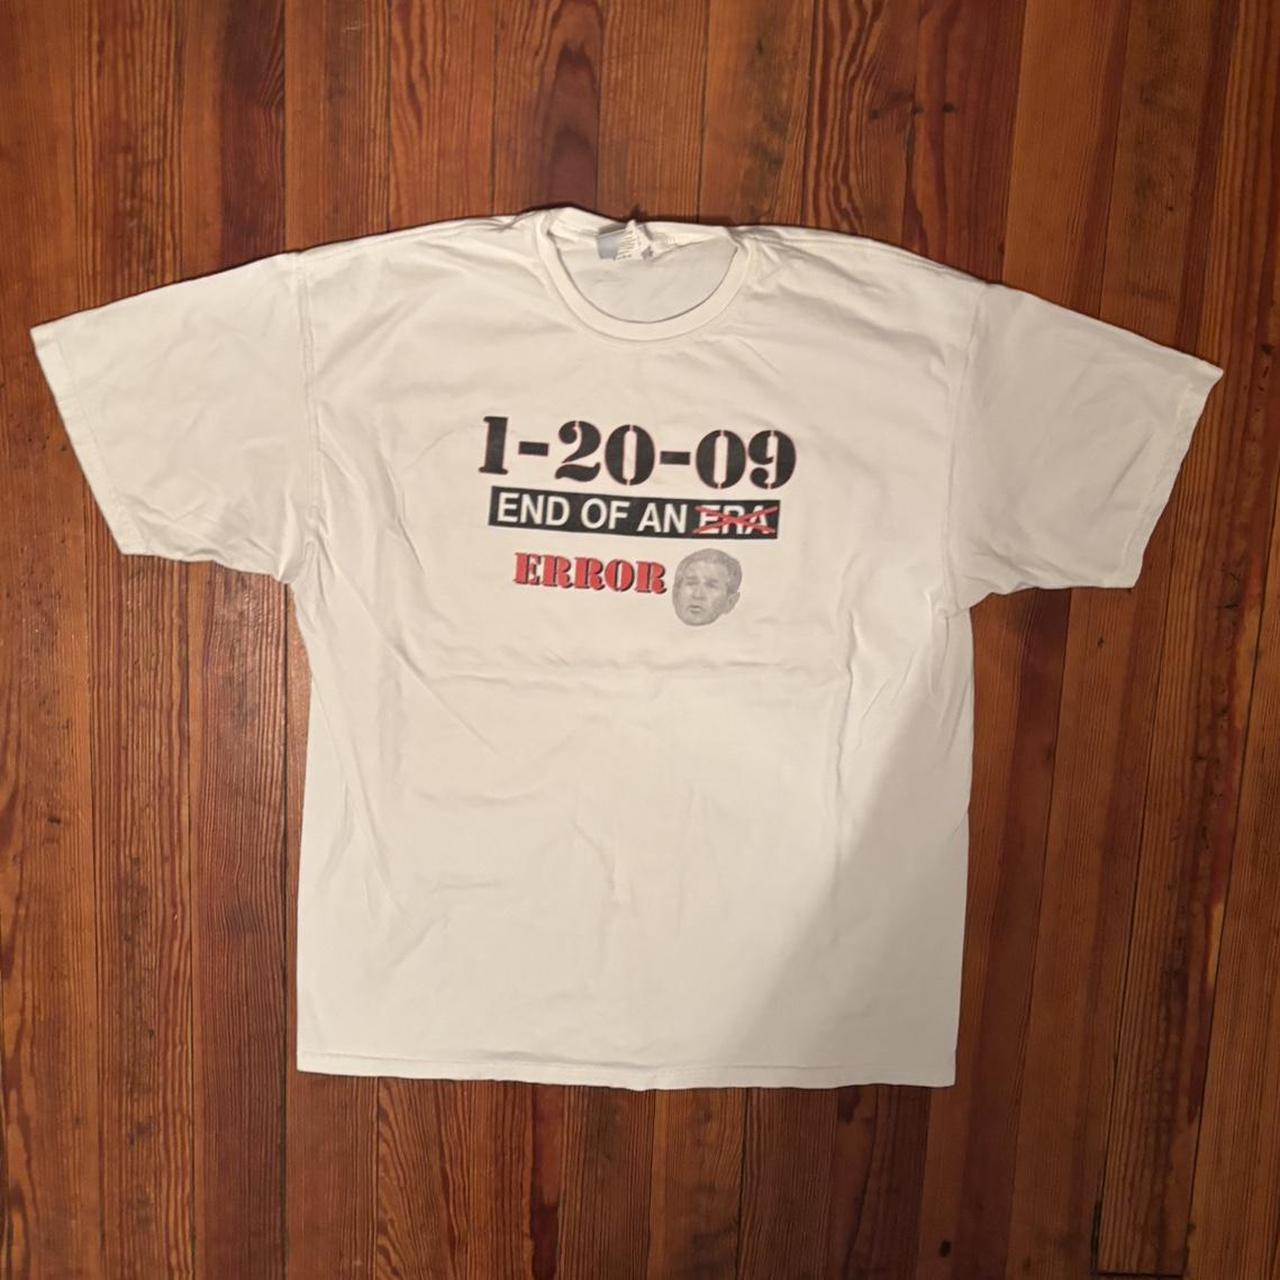 1-20-09
END OF AN ERA
ERROR